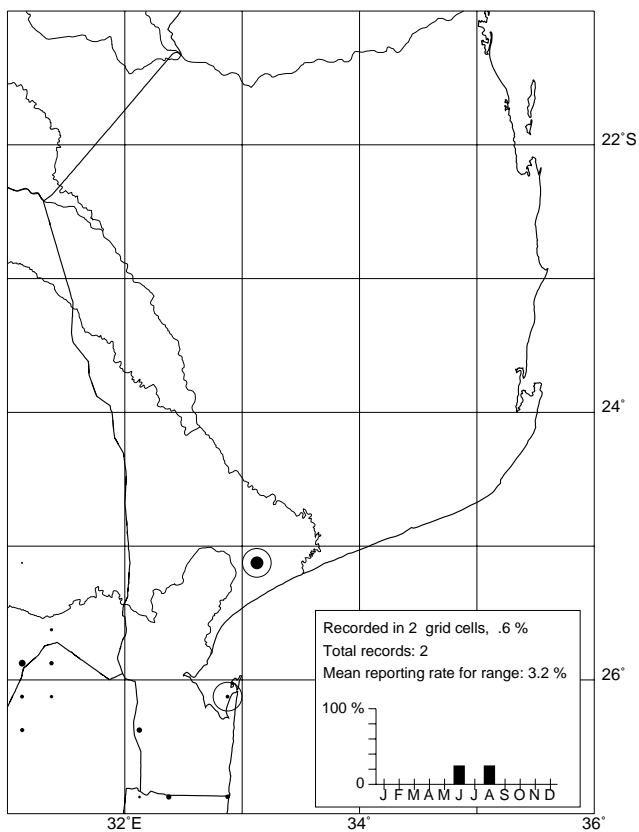 22˚S
24˚
Recorded in 2 grid cells, .6 %
Total records: 2
Mean reporting rate for range: 3.2 %
26˚
100 %
0
J F M A M J J A S O N D
32˚E
34˚
36˚